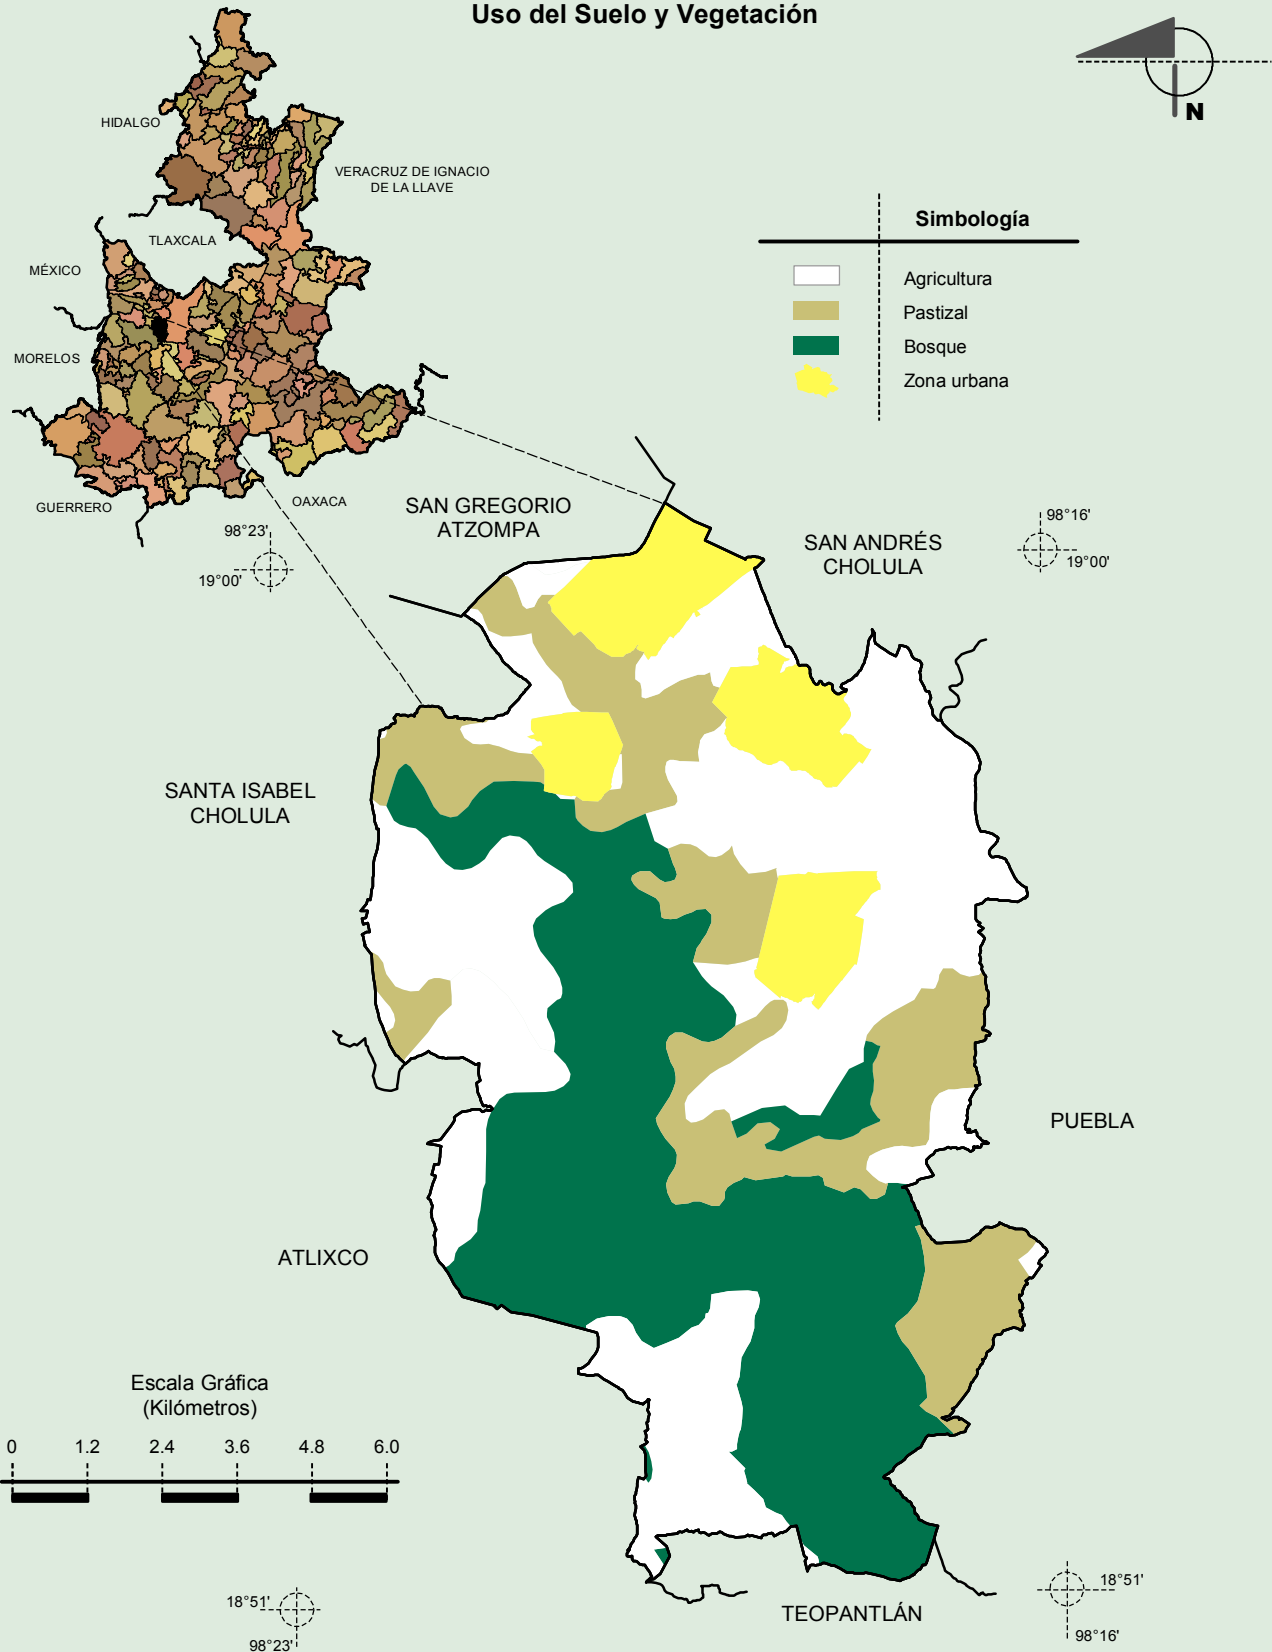 Uso del Suelo y Vegetación
N
HIDALGO
VERACRUZ DE IGNACIO
DE LA LLAVE
TLAXCALA
MÉXICO
MORELOS
GUERRERO
OAXACA
Simbología
Agricultura
Pastizal
Bosque
Zona urbana
SAN GREGORIO
ATZOMPA
SAN ANDRÉS
CHOLULA
98°23'
19°00'
98°16'
19°00'
SANTA ISABEL
CHOLULA
PUEBLA
ATLIXCO
Escala Gráfica
(Kilómetros)
0 1.2 2.4 3.6 4.8 6.0
18°51'
98°23'
TEOPANTLÁN
18°51'
98°16'